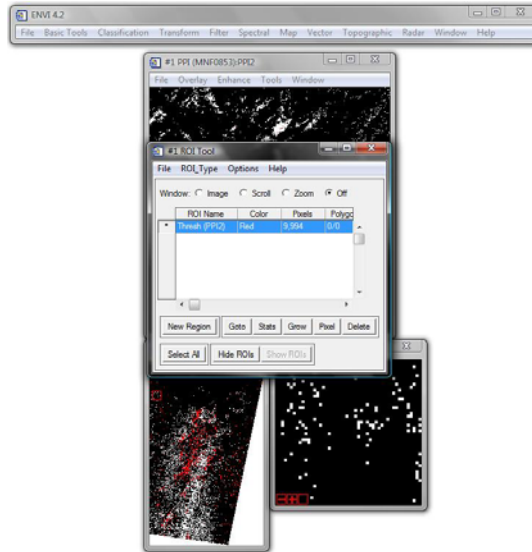 ENVI 4.2
File Basic Tools Classification Transform Filter Spectral Map Vector Topographic Radar Window Help
#1 PPI (MNF0853):PPI2
File Overlay Enhance Tools Window
#1 ROI Tool
File ROI_Type Options Help
Window: Image Scroll Zoom Off
ROI Name Color Pixels Polygo
* Thresh (PPI2) Red 9,994 0/0
New Region Goto Stats Grow Pixel Delete
Select All Hide ROIs Show ROIs